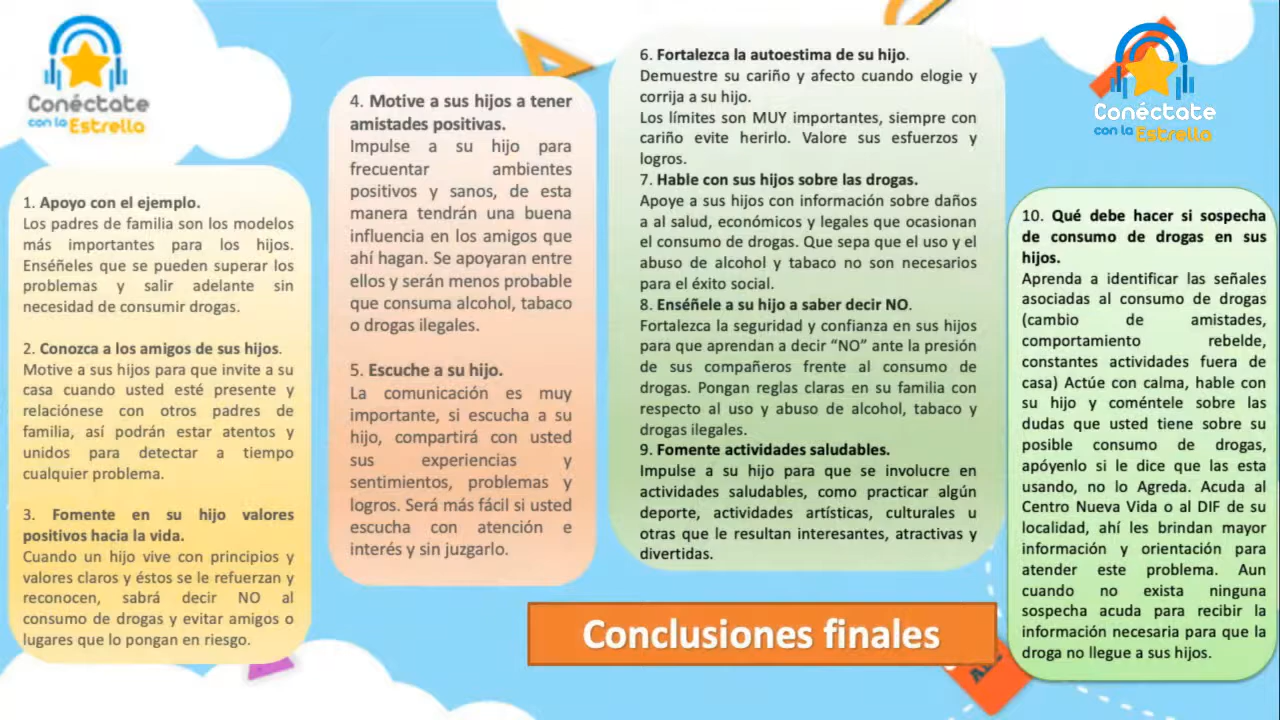 Conéctate
con la Estrella
1. Apoyo con el ejemplo.
Los padres de familia son los modelos
más importantes para los hijos.
Enséñeles que se pueden superar los
problemas y salir adelante sin
necesidad de consumir drogas.
2. Conozca a los amigos de sus hijos.
Motive a sus hijos para que invite a su
casa cuando usted esté presente y
relaciónese con otros padres de
familia, así podrán estar atentos y
unidos para detectar a tiempo
cualquier problema.
3. Fomente en su hijo valores
positivos hacia la vida.
Cuando un hijo vive con principios y
valores claros y éstos se le refuerzan y
reconocen, sabrá decir NO al
consumo de drogas y evitar amigos o
lugares que lo pongan en riesgo.
4. Motive a sus hijos a tener
amistades positivas.
Impulse a su hijo para
frecuentar ambientes
positivos y sanos, de esta
manera tendrán una buena
influencia en los amigos que
ahí hagan. Se apoyaran entre
ellos y serán menos probable
que consuma alcohol, tabaco
o drogas ilegales.
5. Escuche a su hijo.
La comunicación es muy
importante, si escucha a su
hijo, compartirá con usted
sus experiencias y
sentimientos, problemas y
logros. Será más fácil si usted
escucha con atención e
interés y sin juzgarlo.
6. Fortalezca la autoestima de su hijo.
Demuestre su cariño y afecto cuando elogie y
corrija a su hijo.
Los límites son MUY importantes, siempre con
cariño evite herirlo. Valore sus esfuerzos y
logros.
7. Hable con sus hijos sobre las drogas.
Apoye a sus hijos con información sobre daños
a al salud, económicos y legales que ocasionan
el consumo de drogas. Que sepa que el uso y el
abuso de alcohol y tabaco no son necesarios
para el éxito social.
8. Enséñele a su hijo a saber decir NO.
Fortalezca la seguridad y confianza en sus hijos
para que aprendan a decir “NO” ante la presión
de sus compañeros frente al consumo de
drogas. Pongan reglas claras en su familia con
respecto al uso y abuso de alcohol, tabaco y
drogas ilegales.
9. Fomente actividades saludables.
Impulse a su hijo para que se involucre en
actividades saludables, como practicar algún
deporte, actividades artísticas, culturales u
otras que le resultan interesantes, atractivas y
divertidas.
Conéctate
con la Estrella
10. Qué debe hacer si sospecha
de consumo de drogas en sus
hijos.
Aprenda a identificar las señales
asociadas al consumo de drogas
(cambio de amistades,
comportamiento rebelde,
constantes actividades fuera de
casa) Actúe con calma, hable con
su hijo y coméntele sobre las
dudas que usted tiene sobre su
posible consumo de drogas,
apóyenlo si le dice que las esta
usando, no lo Agreda. Acuda al
Centro Nueva Vida o al DIF de su
localidad, ahí les brindan mayor
información y orientación para
atender este problema. Aun
cuando no exista ninguna
sospecha acuda para recibir la
información necesaria para que la
droga no llegue a sus hijos.
Conclusiones finales